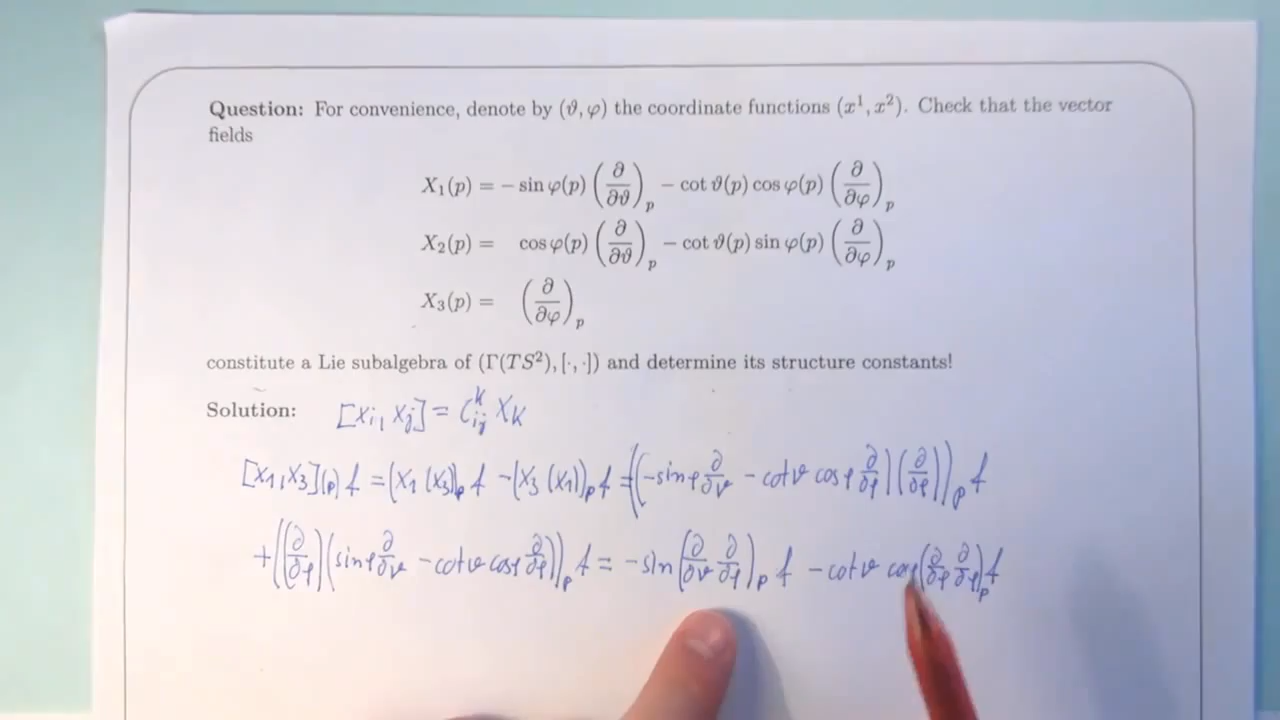 Question: For convenience, denote by (ϑ, φ) the coordinate functions (x¹, x²). Check that the vector
fields
X₁(p) = − sin φ(p) (∂/∂ϑ)ₚ − cot ϑ(p) cos φ(p) (∂/∂φ)ₚ
X₂(p) = cos φ(p) (∂/∂ϑ)ₚ − cot ϑ(p) sin φ(p) (∂/∂φ)ₚ
X₃(p) = (∂/∂φ)ₚ
constitute a Lie subalgebra of (Γ(TS²), [·, ·]) and determine its structure constants!
Solution: [Xᵢ, Xⱼ] = Cᵢⱼᵏ Xₖ
[X₁, X₃](p) f = (X₁(X₃))ₚ f − (X₃(X₁))ₚ f = ((−sin φ ∂/∂ϑ − cot ϑ cos φ ∂/∂φ)(∂/∂φ))ₚ f
+ ((∂/∂φ)(sin φ ∂/∂ϑ − cot ϑ cos φ ∂/∂φ))ₚ f = −sin (∂/∂ϑ ∂/∂φ)ₚ f − cot ϑ cos φ (∂/∂φ ∂/∂φ)ₚ f